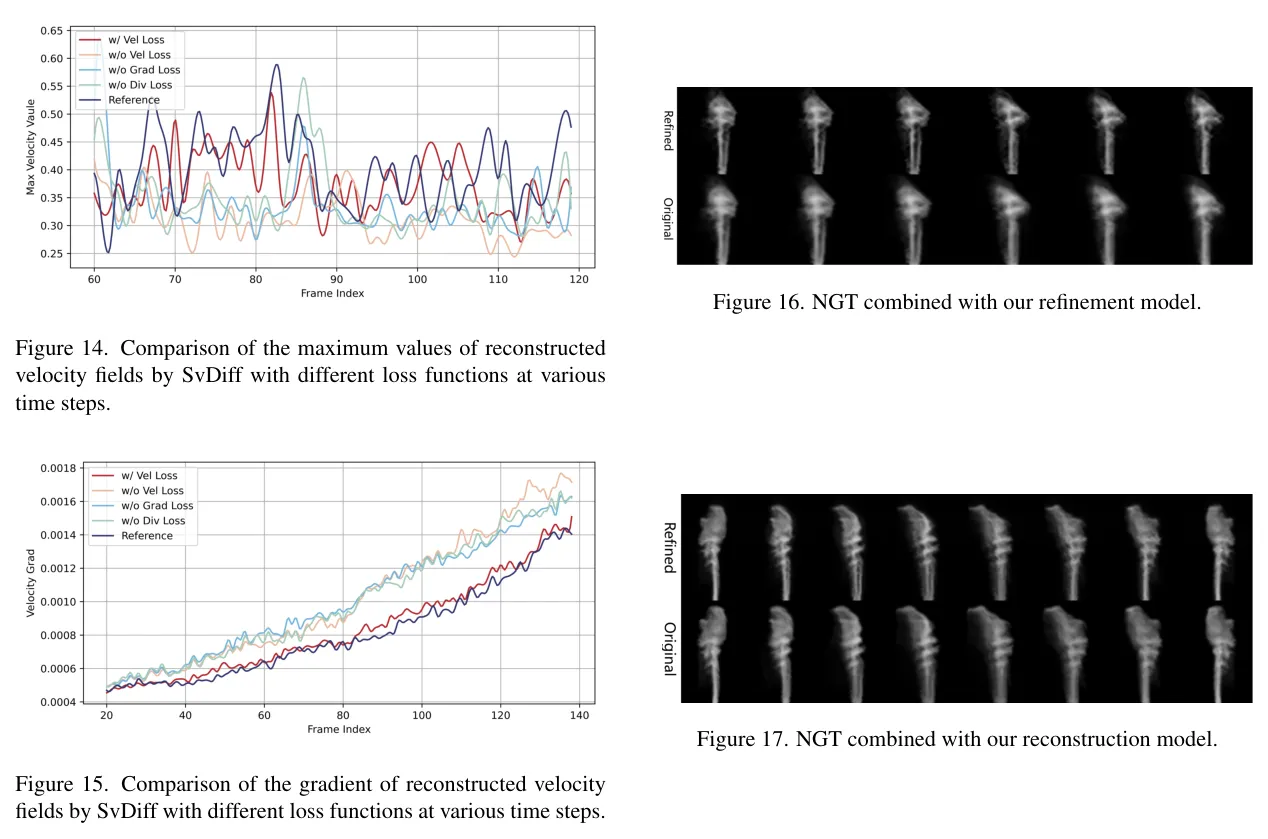 0.65
0.60
0.55
0.50
0.45
0.40
0.35
0.30
0.25
Max Velocity Vaule
w/ Vel Loss
w/o Vel Loss
w/o Grad Loss
w/o Div Loss
Reference
60 70 80 90 100 110 120
Frame Index
Figure 14. Comparison of the maximum values of reconstructed
velocity fields by SvDiff with different loss functions at various
time steps.
0.0018
0.0016
0.0014
0.0012
0.0010
0.0008
0.0006
0.0004
Velocity Grad
w/ Vel Loss
w/o Vel Loss
w/o Grad Loss
w/o Div Loss
Reference
20 40 60 80 100 120 140
Frame Index
Figure 15. Comparison of the gradient of reconstructed velocity
fields by SvDiff with different loss functions at various time steps.
Refined
Original
Figure 16. NGT combined with our refinement model.
Refined
Original
Figure 17. NGT combined with our reconstruction model.